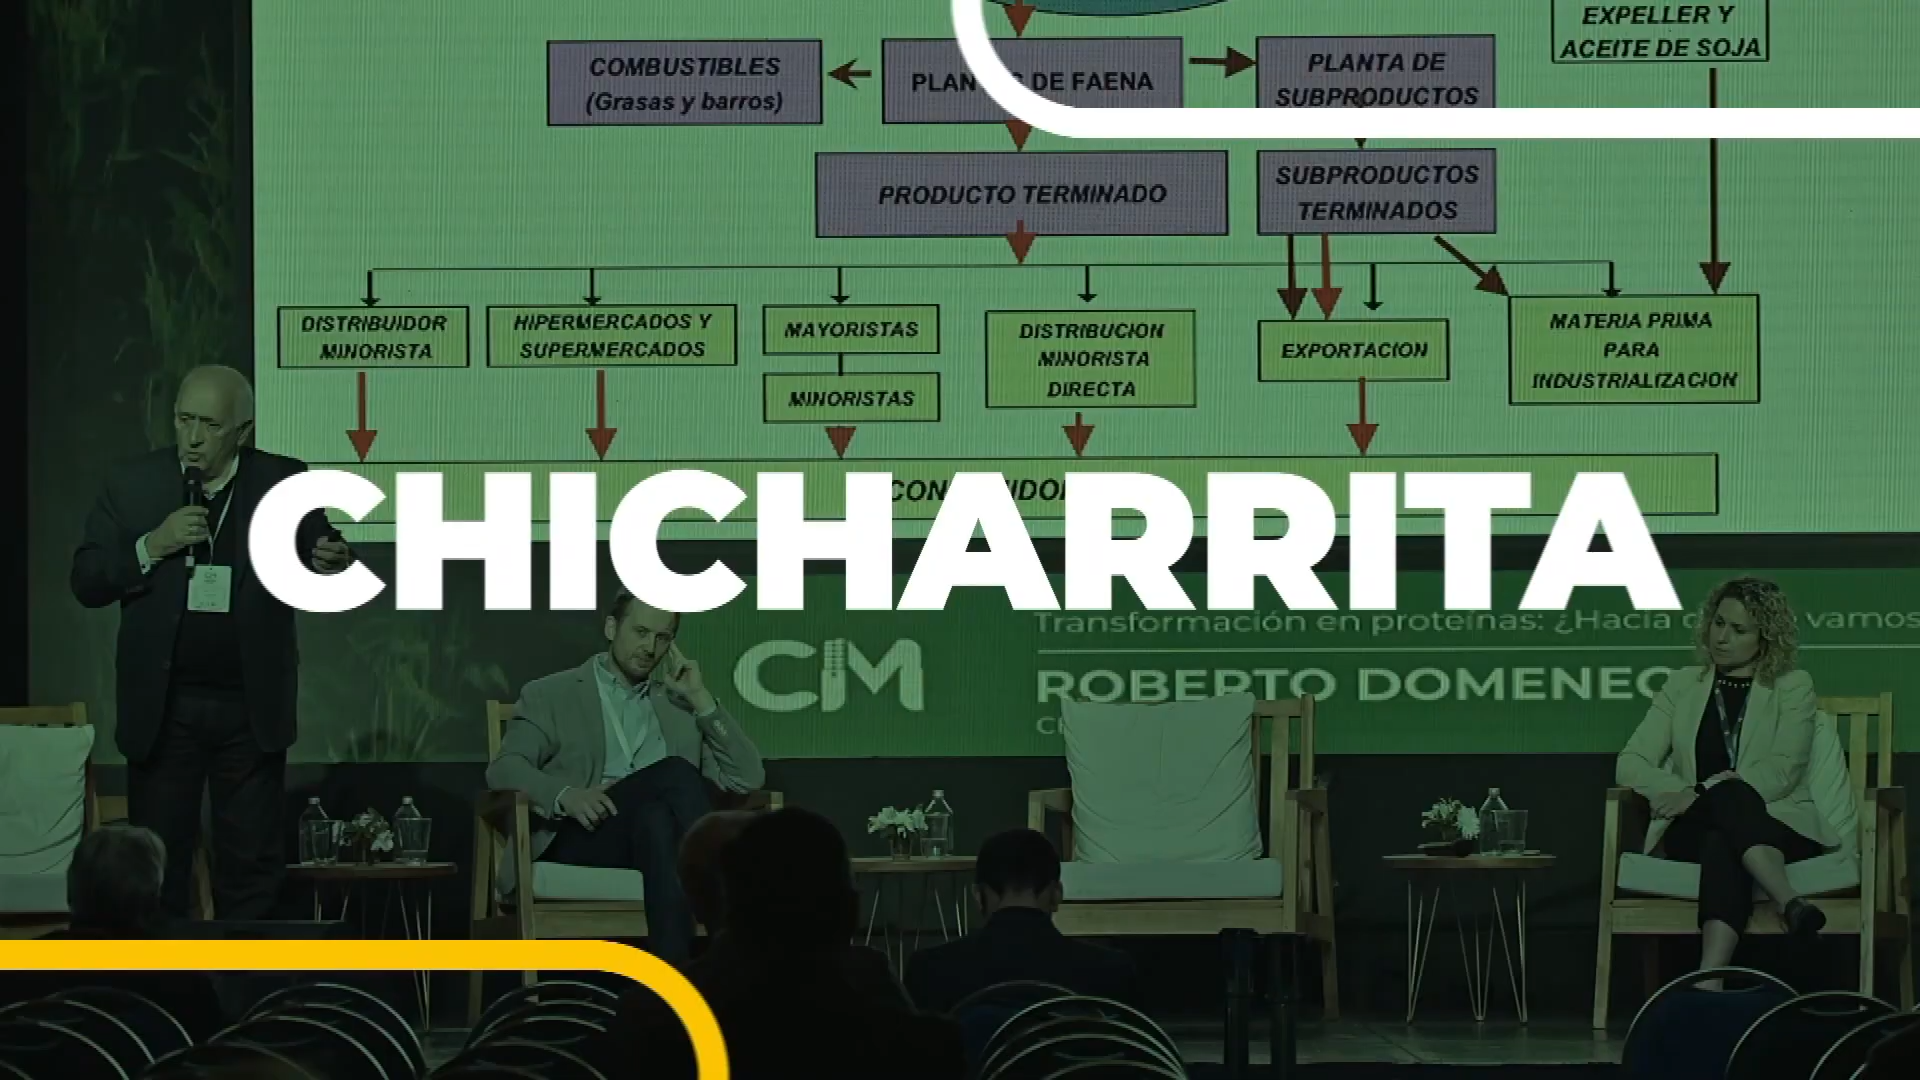 EXPELLER Y
ACEITE DE SOJA
COMBUSTIBLES
(Grasas y barros)
DE FAENA
PLANTA DE
SUBPRODUCTOS
PRODUCTO TERMINADO
SUBPRODUCTOS
TERMINADOS
DISTRIBUIDOR
MINORISTA
HIPERMERCADOS Y
SUPERMERCADOS
MAYORISTAS
MINORISTAS
DISTRIBUCION
MINORISTA
DIRECTA
EXPORTACION
MATERIA PRIMA
PARA
INDUSTRIALIZACION
CHICHARRITA
CM
Transformación en proteínas: ¿Hacia vamos
ROBERTO